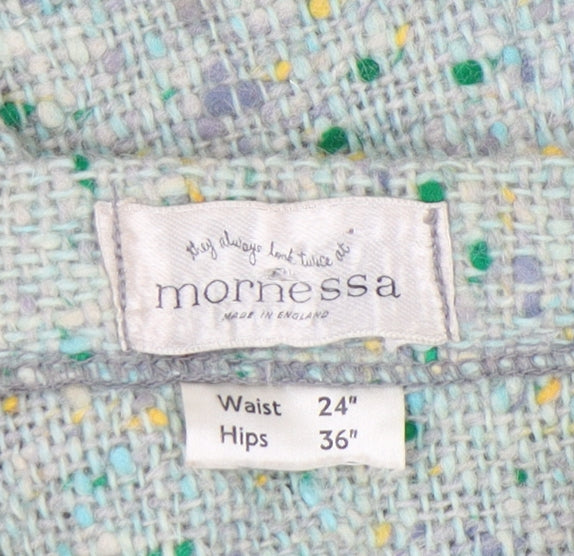 they always look twice at"
mornessa
MADE IN ENGLAND
Waist 24"
Hips 36"